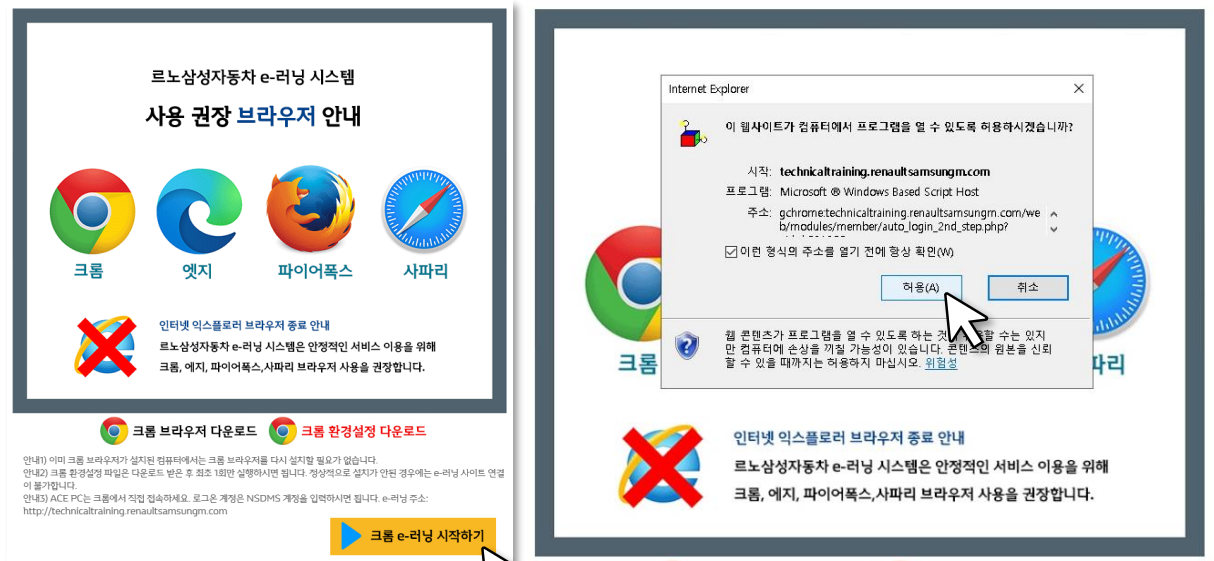 르노삼성자동차 e-러닝 시스템
사용 권장 브라우저 안내
크롬
엣지
파이어폭스
사파리
인터넷 익스플로러 브라우저 종료 안내
르노삼성자동차 e-러닝 시스템은 안정적인 서비스 이용을 위해
크롬, 에지, 파이어폭스,사파리 브라우저 사용을 권장합니다.
크롬 브라우저 다운로드 크롬 환경설정 다운로드
안내1) 이미 크롬 브라우저가 설치된 컴퓨터에서는 크롬 브라우저를 다시 설치할 필요가 없습니다.
안내2) 크롬 환경설정 파일은 다운로드 받은 후 최초 1회만 실행하시면 됩니다. 정상적으로 설치가 안된 경우에는 e-러닝 사이트 연결
이 불가합니다.
안내3) ACE PC는 크롬에서 직접 접속하세요. 로그온 계정은 NSDMS 계정을 입력하시면 됩니다. e-러닝 주소:
http://technicaltraining.renaultsamsungm.com
크롬 e-러닝 시작하기
Internet Explorer
이 웹사이트가 컴퓨터에서 프로그램을 열 수 있도록 허용하시겠습니까?
시작: technicaltraining.renaultsamsungm.com
프로그램: Microsoft ® Windows Based Script Host
주소: gchrome:technicaltraining.renaultsamsungm.com/we
b/modules/member/auto_login_2nd_step.php?
이런 형식의 주소를 열기 전에 항상 확인(W)
허용(A)
취소
웹 콘텐츠가 프로그램을 열 수 있도록 하는 것 수는 있지
만 컴퓨터에 손상을 끼칠 가능성이 있습니다. 콘텐츠의 원본을 신뢰
할 수 있을 때까지는 허용하지 마십시오. 위험성
크롬
파리
인터넷 익스플로러 브라우저 종료 안내
르노삼성자동차 e-러닝 시스템은 안정적인 서비스 이용을 위해
크롬, 에지, 파이어폭스,사파리 브라우저 사용을 권장합니다.